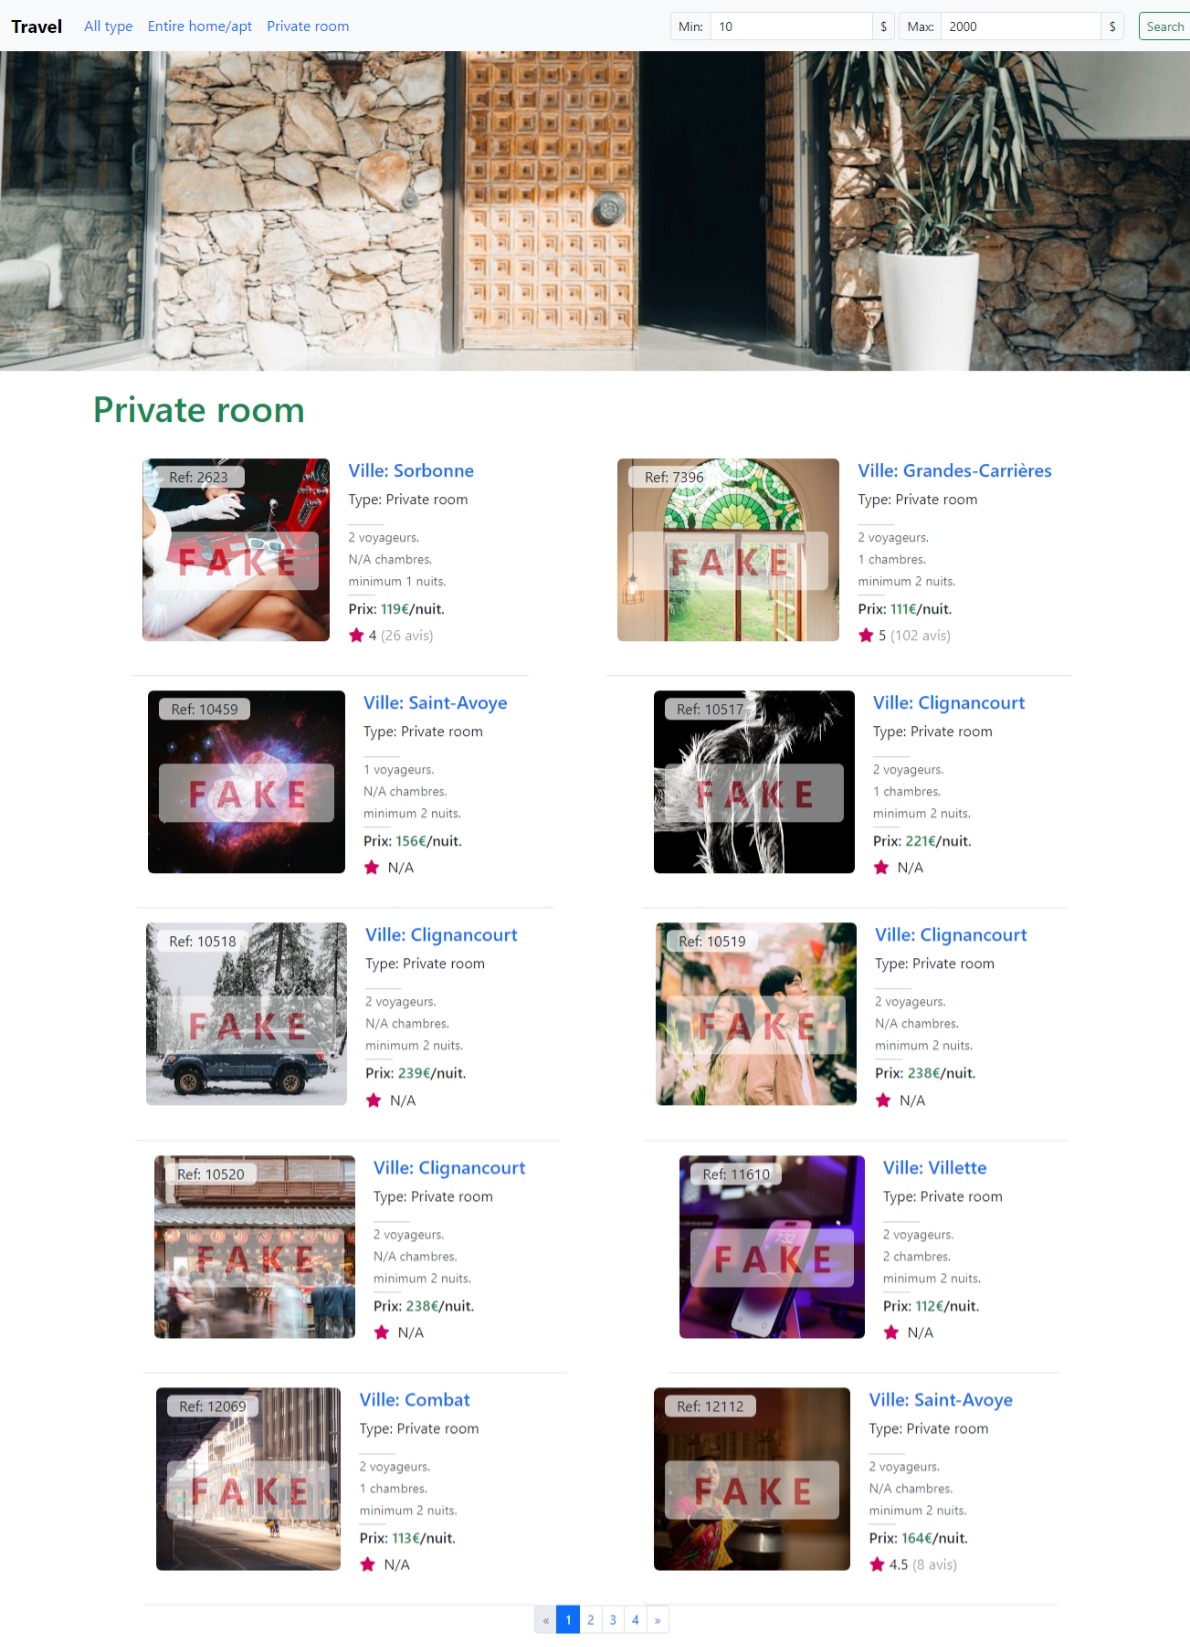 Travel All type Entire home/apt Private room Min: 10 $ Max: 2000 $ Search
Private room
Ref: 2623
FAKE
Ville: Sorbonne
Type: Private room
2 voyageurs.
N/A chambres.
minimum 1 nuits.
Prix: 119€/nuit.
4 (26 avis)
Ref: 7396
FAKE
Ville: Grandes-Carrières
Type: Private room
2 voyageurs.
1 chambres.
minimum 2 nuits.
Prix: 111€/nuit.
5 (102 avis)
Ref: 10459
FAKE
Ville: Saint-Avoye
Type: Private room
1 voyageurs.
N/A chambres.
minimum 2 nuits.
Prix: 156€/nuit.
N/A
Ref: 10517
FAKE
Ville: Clignancourt
Type: Private room
2 voyageurs.
1 chambres.
minimum 2 nuits.
Prix: 221€/nuit.
N/A
Ref: 10518
FAKE
Ville: Clignancourt
Type: Private room
2 voyageurs.
N/A chambres.
minimum 2 nuits.
Prix: 239€/nuit.
N/A
Ref: 10519
FAKE
Ville: Clignancourt
Type: Private room
2 voyageurs.
N/A chambres.
minimum 2 nuits.
Prix: 238€/nuit.
N/A
Ref: 10520
FAKE
Ville: Clignancourt
Type: Private room
2 voyageurs.
N/A chambres.
minimum 2 nuits.
Prix: 238€/nuit.
N/A
Ref: 11610
7:32
FAKE
Ville: Villette
Type: Private room
2 voyageurs.
2 chambres.
minimum 2 nuits.
Prix: 112€/nuit.
N/A
Ref: 12069
FAKE
Ville: Combat
Type: Private room
2 voyageurs.
1 chambres.
minimum 2 nuits.
Prix: 113€/nuit.
N/A
Ref: 12112
FAKE
Ville: Saint-Avoye
Type: Private room
2 voyageurs.
N/A chambres.
minimum 2 nuits.
Prix: 164€/nuit.
4.5 (8 avis)
« 1 2 3 4 »